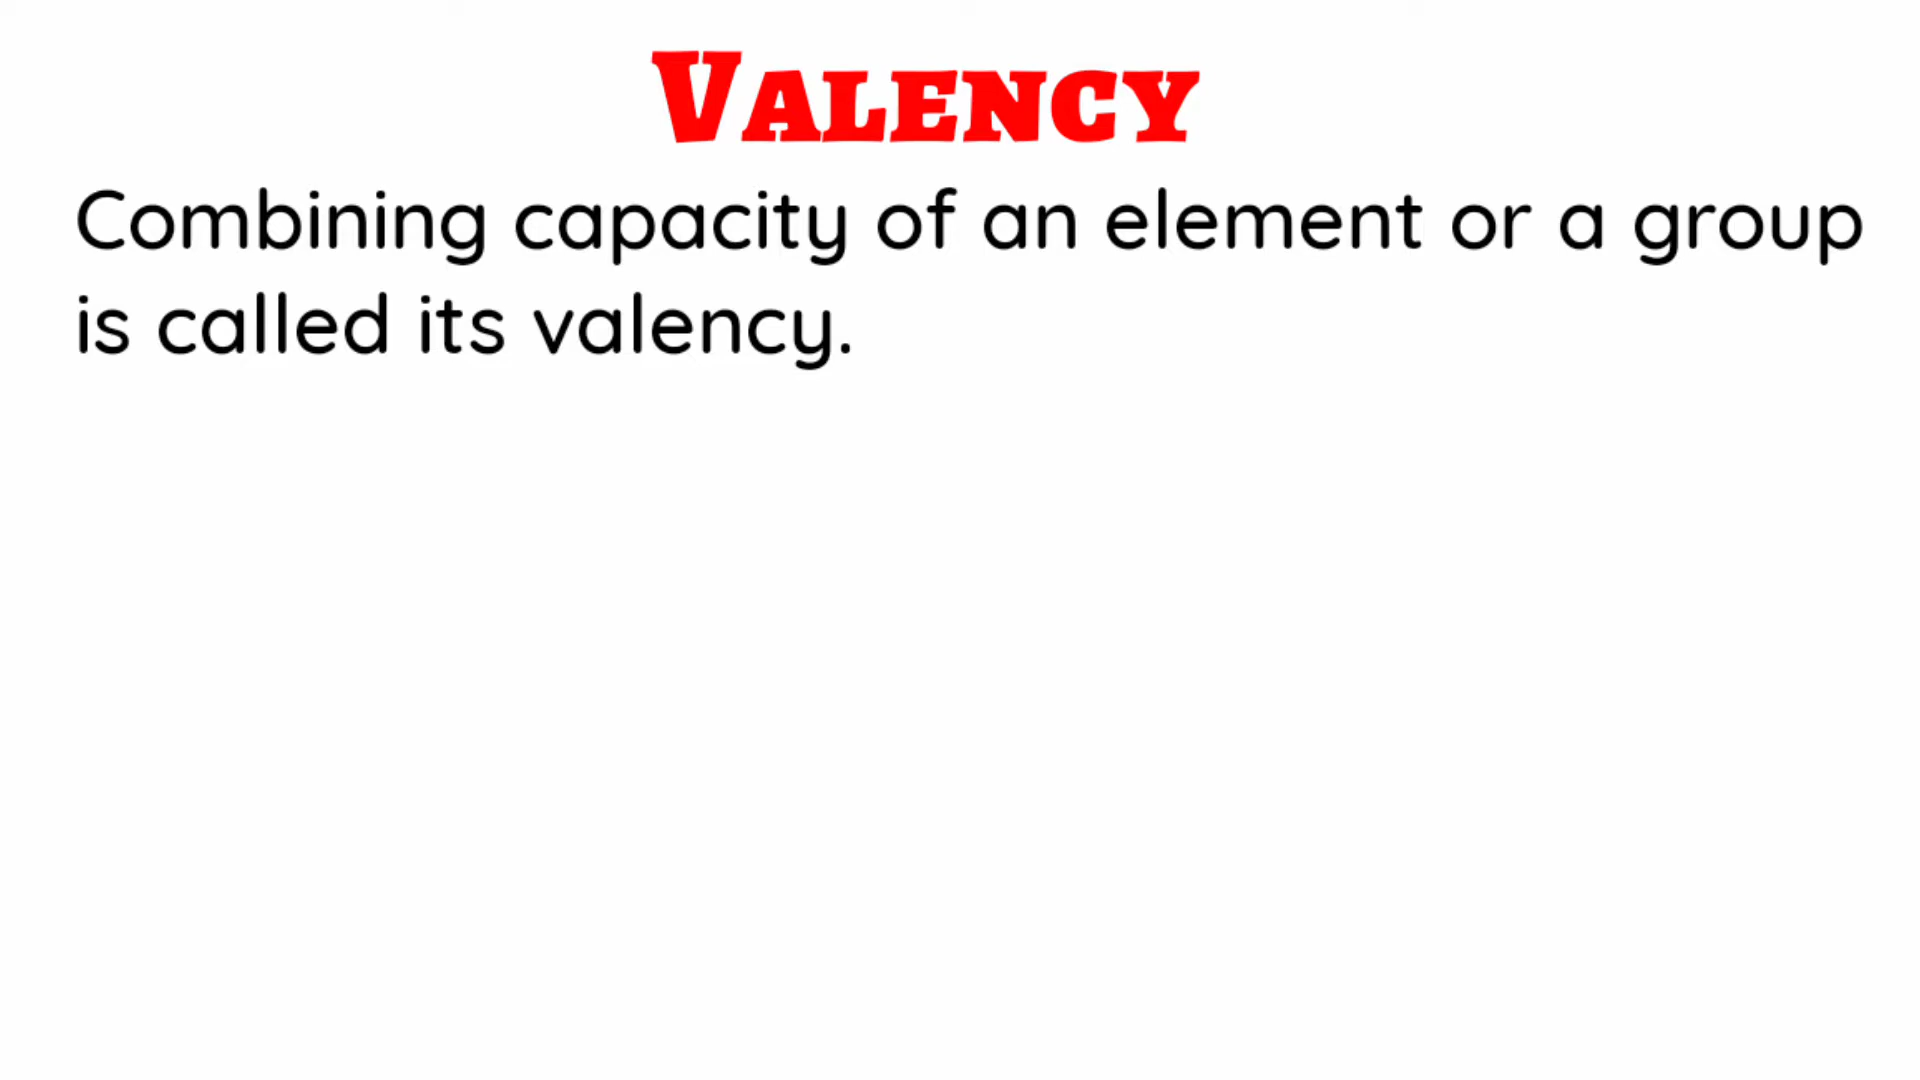 VALENCY
Combining capacity of an element or a group
is called its valency.